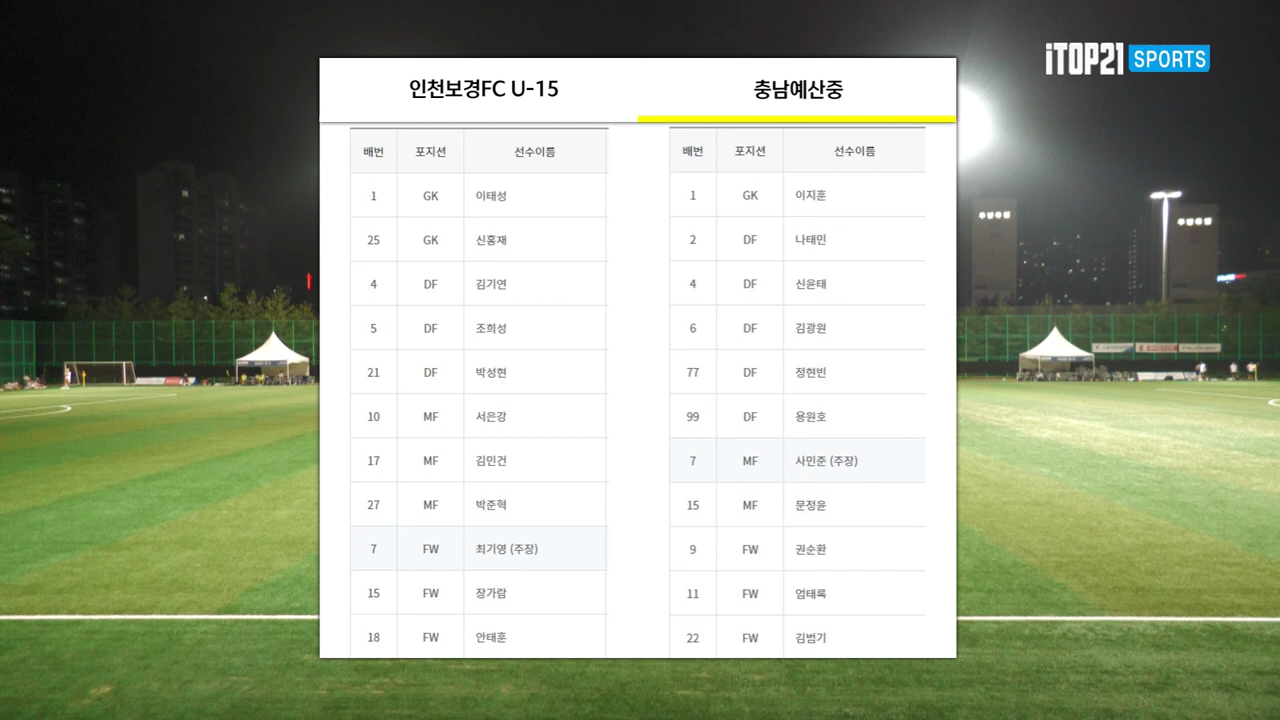 iTOP21 SPORTS
인천보경FC U-15
배번 포지션 선수이름
1 GK 이태성
25 GK 신홍재
4 DF 김기연
5 DF 조희성
21 DF 박성현
10 MF 서은강
17 MF 김민건
27 MF 박준혁
7 FW 최기영 (주장)
15 FW 장가람
18 FW 안태훈
충남예산중
배번 포지션 선수이름
1 GK 이지훈
2 DF 나태민
4 DF 신윤태
6 DF 김광원
77 DF 정현빈
99 DF 용원호
7 MF 사민준 (주장)
15 MF 문정윤
9 FW 권순환
11 FW 엄태록
22 FW 김범기